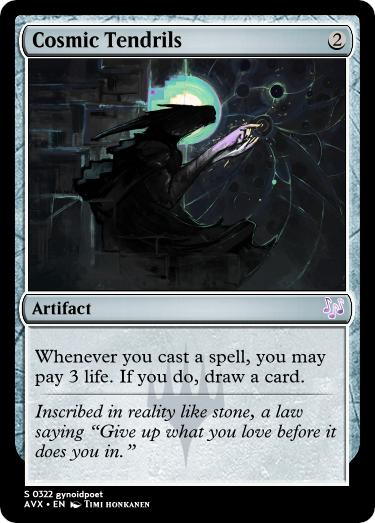 Cosmic Tendrils 2
Artifact
Whenever you cast a spell, you may
pay 3 life. If you do, draw a card.
Inscribed in reality like stone, a law
saying “Give up what you love before it
does you in.”
S 0322 gynoidpoet
AVX • EN Timi Honkanen